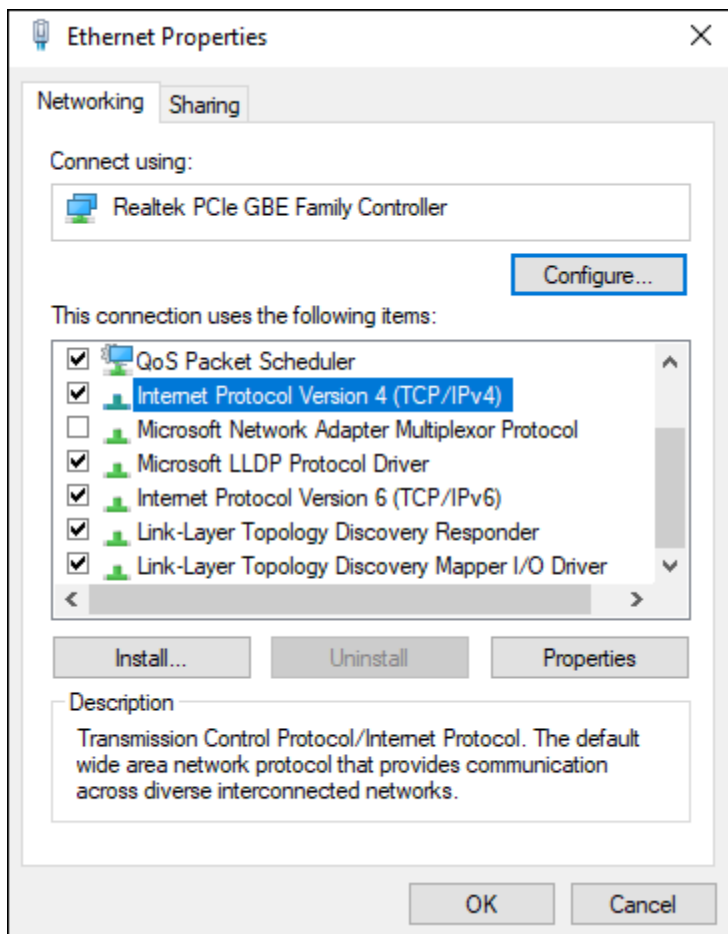 Ethernet Properties
Networking
Sharing
Connect using:
Realtek PCIe GBE Family Controller
Configure...
This connection uses the following items:
QoS Packet Scheduler
Internet Protocol Version 4 (TCP/IPv4)
Microsoft Network Adapter Multiplexor Protocol
Microsoft LLDP Protocol Driver
Internet Protocol Version 6 (TCP/IPv6)
Link-Layer Topology Discovery Responder
Link-Layer Topology Discovery Mapper I/O Driver
Install...
Uninstall
Properties
Description
Transmission Control Protocol/Internet Protocol. The default
wide area network protocol that provides communication
across diverse interconnected networks.
OK
Cancel